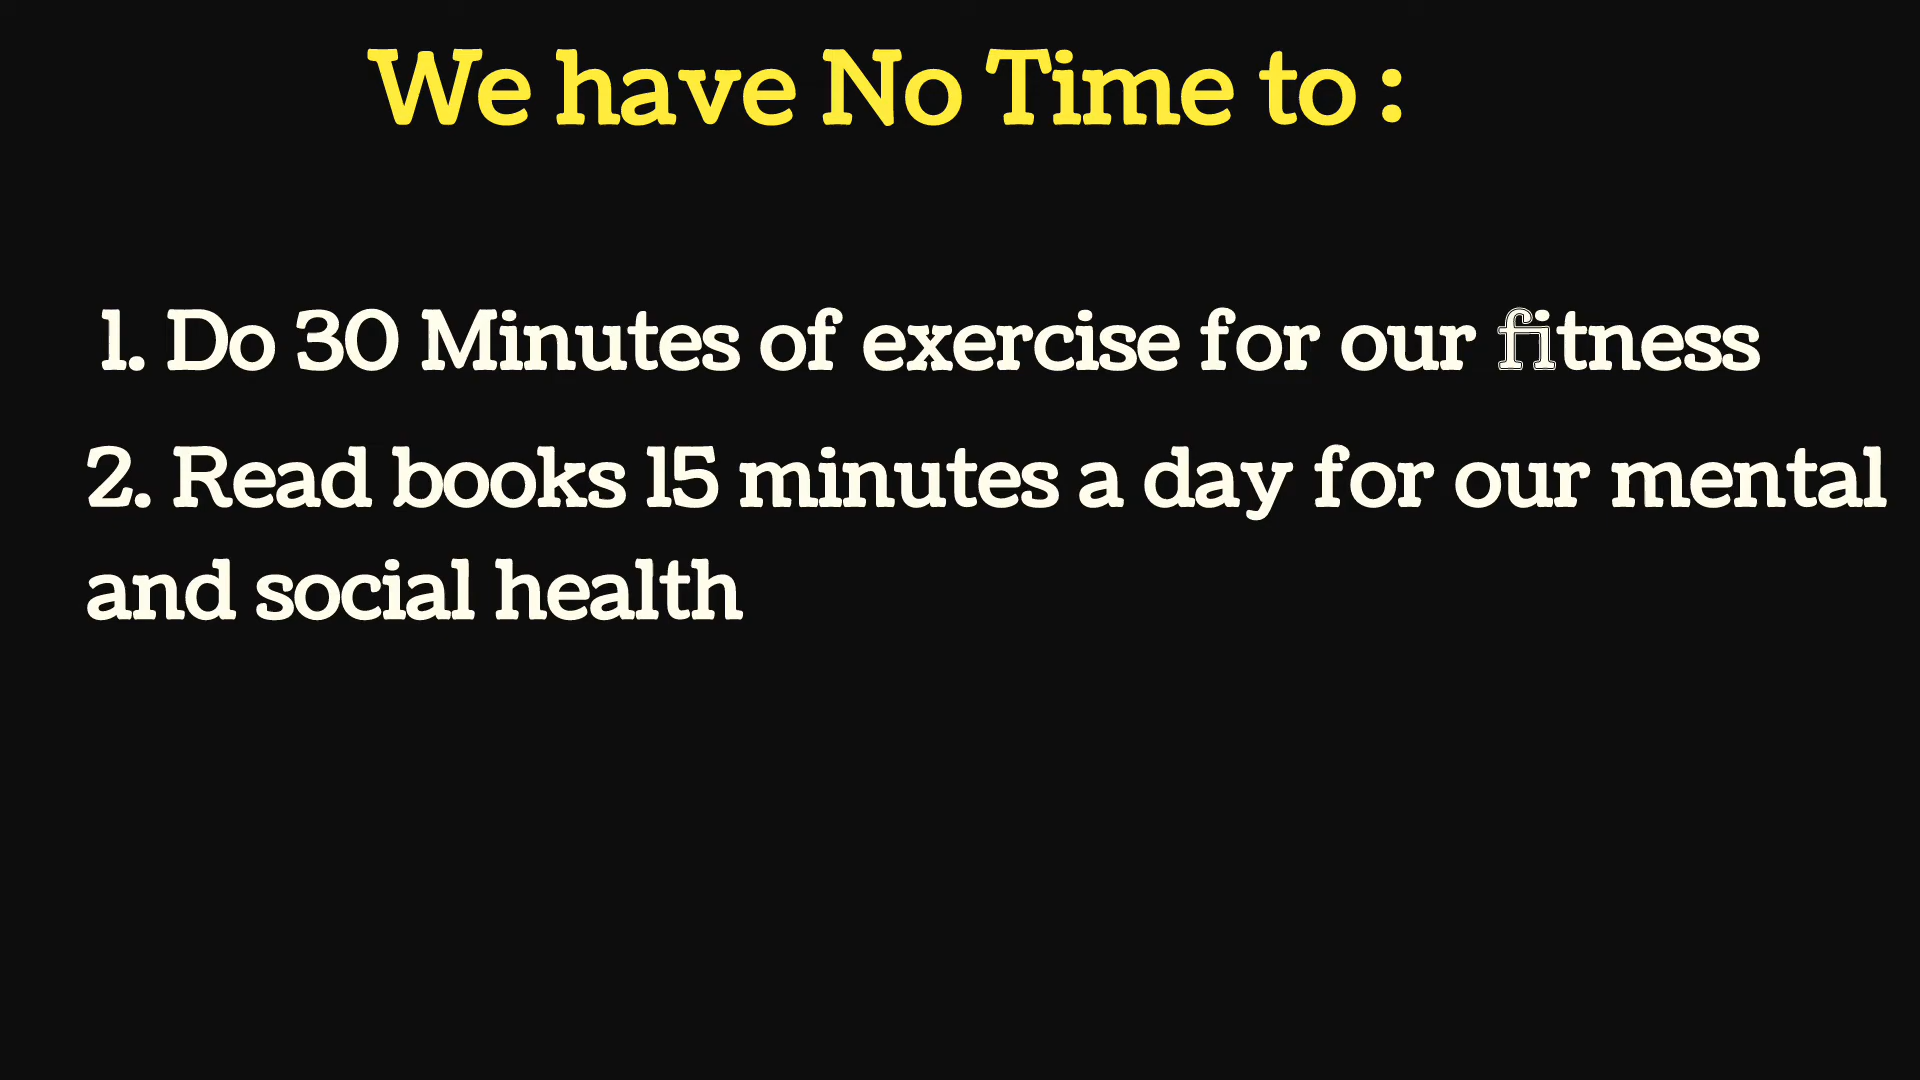 We have No Time to :
1. Do 30 Minutes of exercise for our fitness
2. Read books 15 minutes a day for our mental
and social health